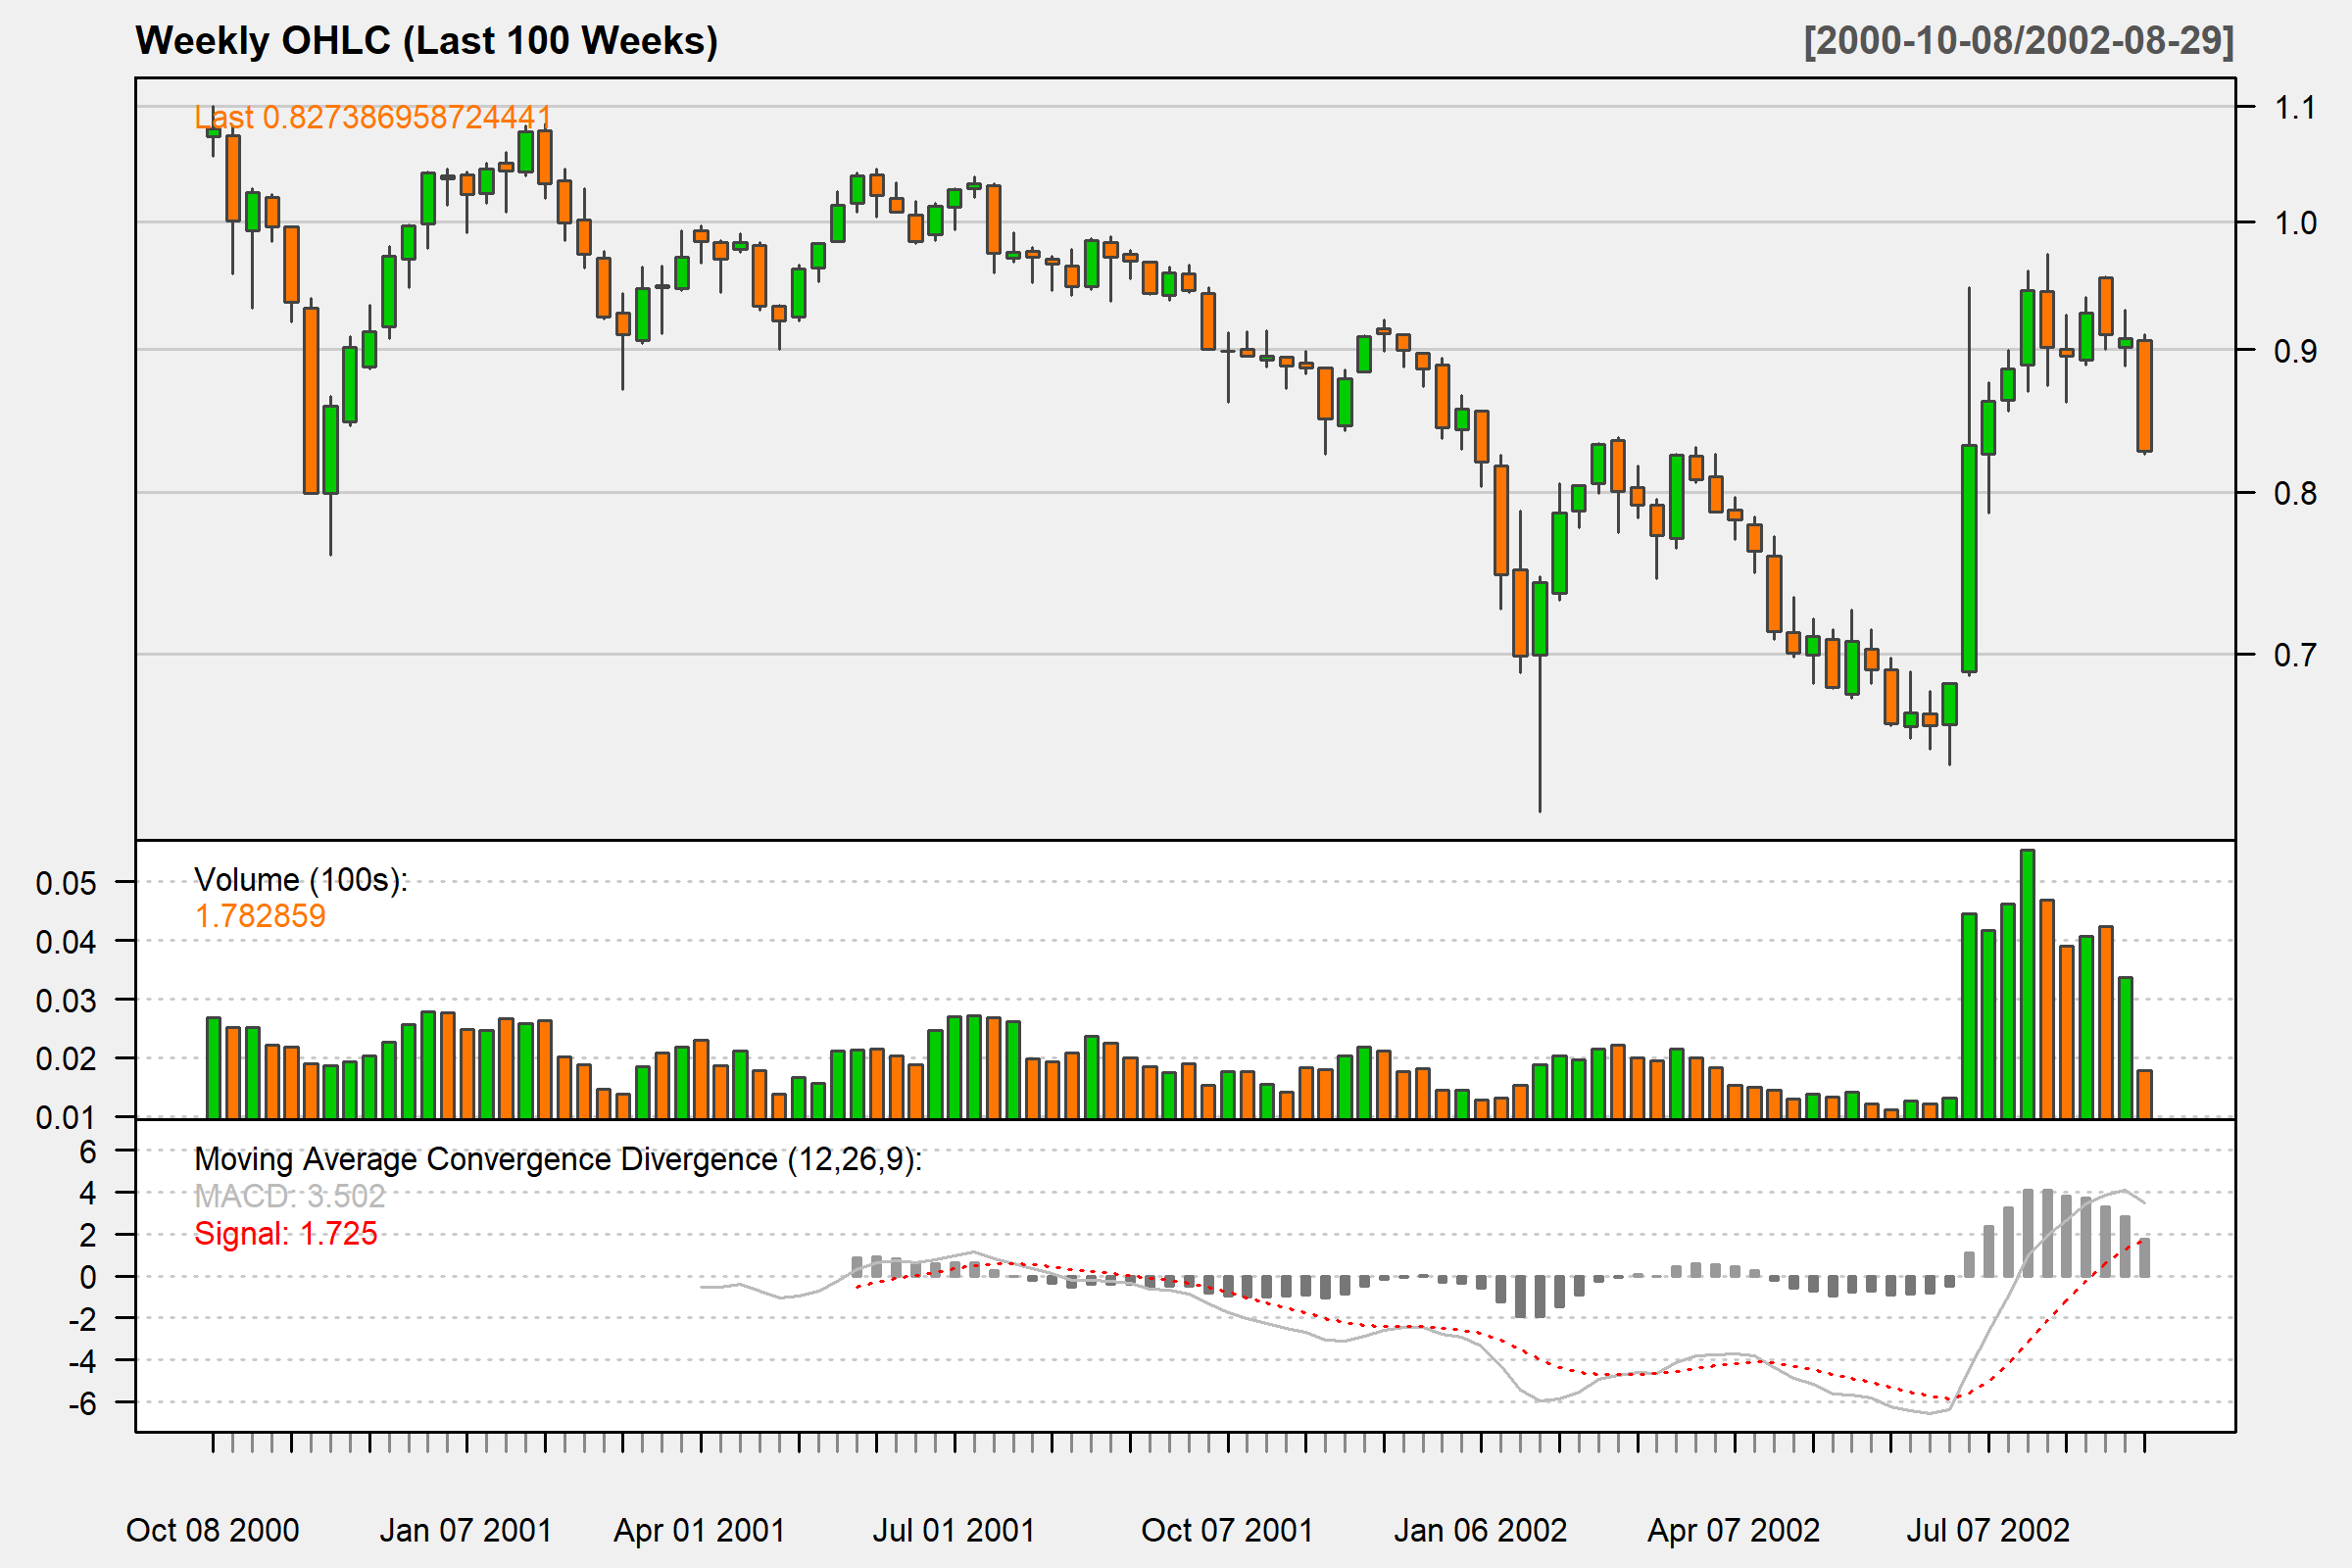 Weekly OHLC (Last 100 Weeks)
[2000-10-08/2002-08-29]
Last 0.827386958724441
1.1
1.0
0.9
0.8
0.7
Volume (100s):
1.782859
0.05
0.04
0.03
0.02
0.01
Moving Average Convergence Divergence (12,26,9):
MACD: 3.502
Signal: 1.725
6
4
2
0
-2
-4
-6
Oct 08 2000
Jan 07 2001
Apr 01 2001
Jul 01 2001
Oct 07 2001
Jan 06 2002
Apr 07 2002
Jul 07 2002